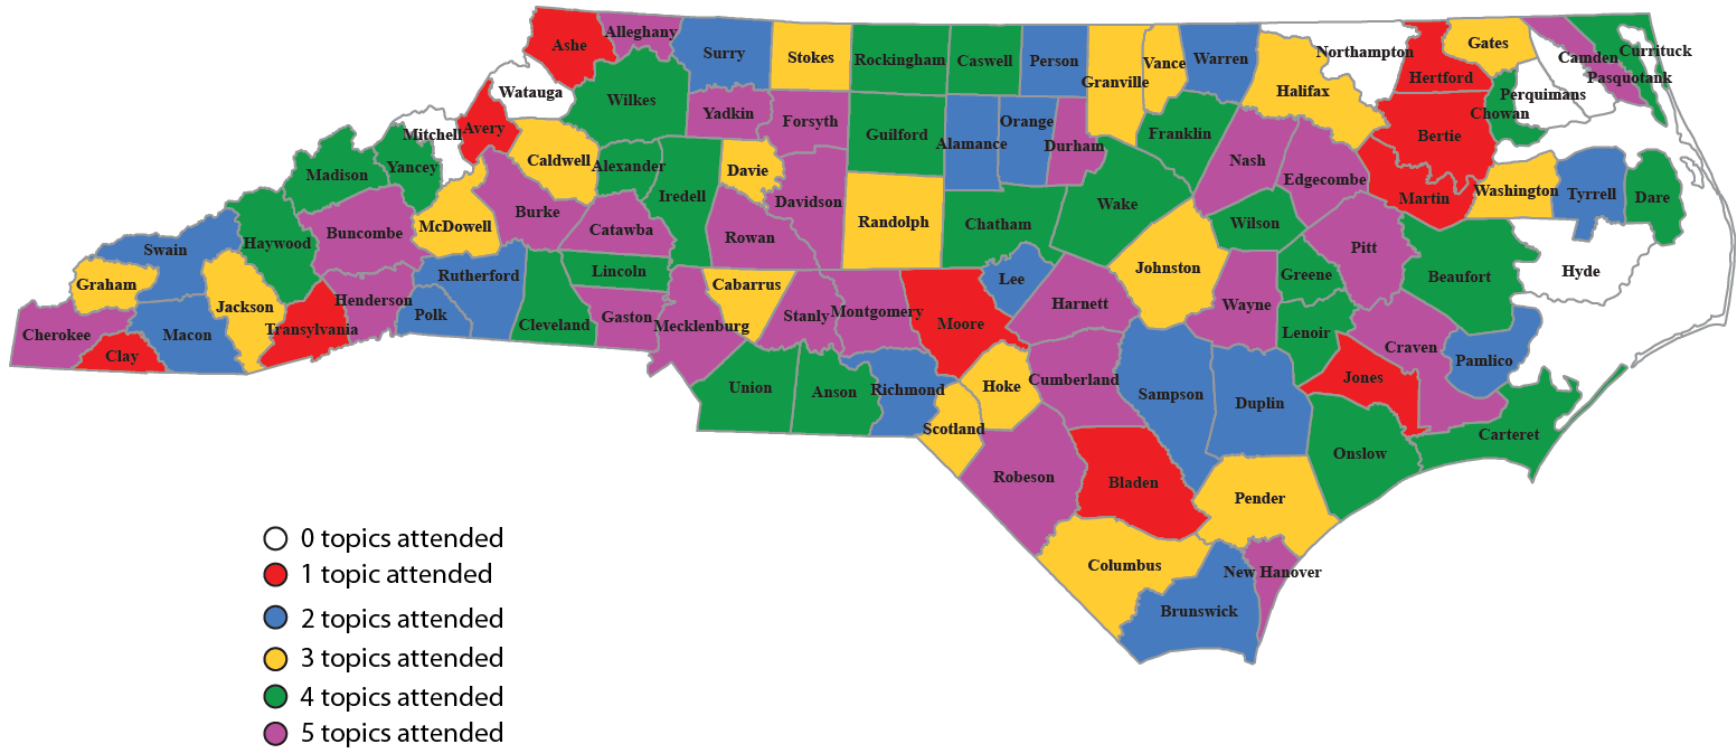 Ashe
Alleghany
Surry
Stokes
Rockingham
Caswell
Person
Granville
Vance
Warren
Halifax
Northampton
Hertford
Gates
Camden
Currituck
Pasquotank
Perquimans
Chowan
Watauga
Wilkes
Yadkin
Forsyth
Guilford
Alamance
Orange
Durham
Franklin
Nash
Edgecombe
Bertie
Martin
Washington
Tyrrell
Dare
Mitchell
Avery
Caldwell
Alexander
Iredell
Davie
Davidson
Randolph
Chatham
Wake
Wilson
Pitt
Beaufort
Hyde
Madison
Yancey
McDowell
Burke
Catawba
Rowan
Johnston
Greene
Swain
Haywood
Buncombe
Rutherford
Lincoln
Cabarrus
Lee
Harnett
Wayne
Lenoir
Craven
Pamlico
Graham
Jackson
Henderson
Polk
Cleveland
Gaston
Mecklenburg
Stanly
Montgomery
Moore
Cherokee
Clay
Macon
Transylvania
Union
Anson
Richmond
Hoke
Cumberland
Sampson
Duplin
Jones
Carteret
Scotland
Robeson
Bladen
Pender
Onslow
Columbus
New Hanover
Brunswick
0 topics attended
1 topic attended
2 topics attended
3 topics attended
4 topics attended
5 topics attended